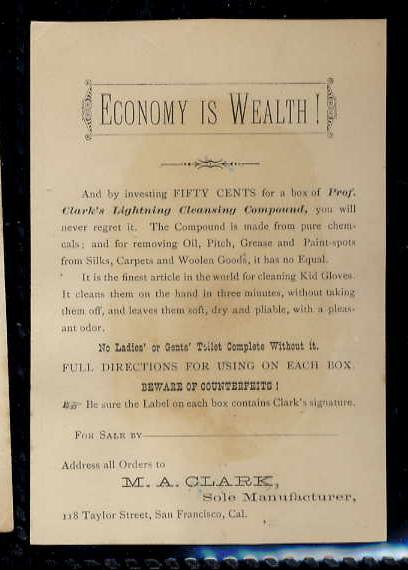 ECONOMY IS WEALTH!
And by investing FIFTY CENTS for a box of Prof.
Clark's Lightning Cleansing Compound, you will
never regret it. The Compound is made from pure chem-
cals; and for removing Oil, Pitch, Grease and Paint-spots
from Silks, Carpets and Woolen Goods, it has no Equal.
It is the finest article in the world for cleaning Kid Gloves.
It cleans them on the hand in three minutes, without taking
them off, and leaves them soft, dry and pliable, with a pleas-
ant odor.
No Ladies' or Gents' Toilet Complete Without it.
FULL DIRECTIONS FOR USING ON EACH BOX.
BEWARE OF COUNTERFEITS!
Be sure the Label on each box contains Clark's signature.
FOR SALE BY
Address all Orders to
M. A. CLARK,
Sole Manufacturer,
118 Taylor Street, San Francisco, Cal.